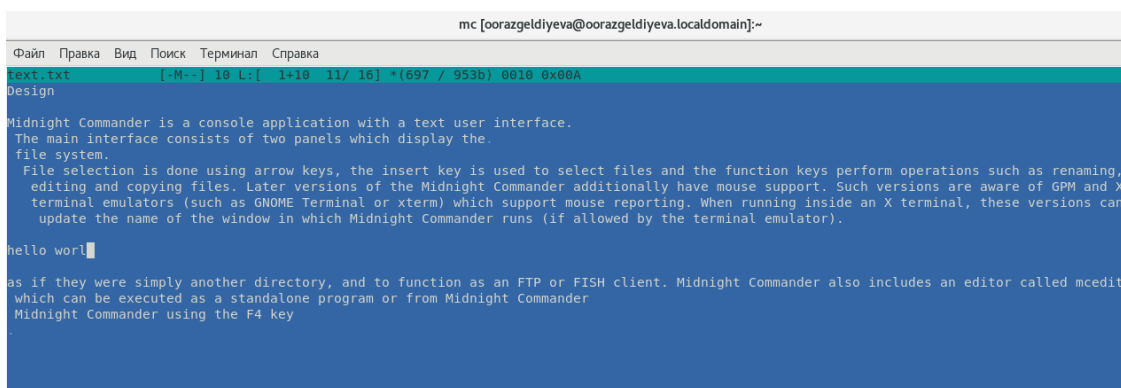 mc [oorazgeldiyeva@oorazgeldiyeva.localdomain]:~
Файл Правка Вид Поиск Терминал Справка
text.txt [-M--] 10 L:[ 1+10 11/ 16] *(697 / 953b) 0010 0x00A
Design
Midnight Commander is a console application with a text user interface.
The main interface consists of two panels which display the.
file system.
File selection is done using arrow keys, the insert key is used to select files and the function keys perform operations such as renaming,
editing and copying files. Later versions of the Midnight Commander additionally have mouse support. Such versions are aware of GPM and X
terminal emulators (such as GNOME Terminal or xterm) which support mouse reporting. When running inside an X terminal, these versions can
update the name of the window in which Midnight Commander runs (if allowed by the terminal emulator).
hello worl
as if they were simply another directory, and to function as an FTP or FISH client. Midnight Commander also includes an editor called mcedit
which can be executed as a standalone program or from Midnight Commander
Midnight Commander using the F4 key
.